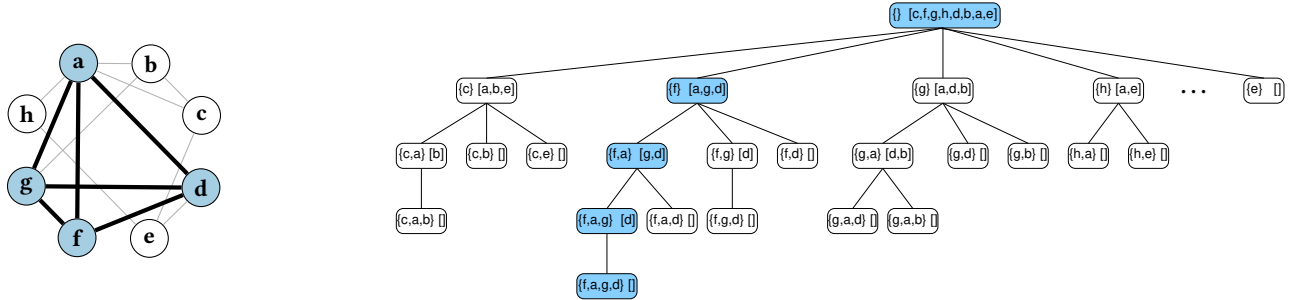 a
b
h
c
g
d
f
e
{} [c,f,g,h,d,b,a,e]
{c} [a,b,e]
{f} [a,g,d]
{g} [a,d,b]
{h} [a,e]
...
{e} []
{c,a} [b]
{c,b} []
{c,e} []
{f,a} [g,d]
{f,g} [d]
{f,d} []
{g,a} [d,b]
{g,d} []
{g,b} []
{h,a} []
{h,e} []
{c,a,b} []
{f,a,g} [d]
{f,a,d} []
{f,g,d} []
{g,a,d} []
{g,a,b} []
{f,a,g,d} []